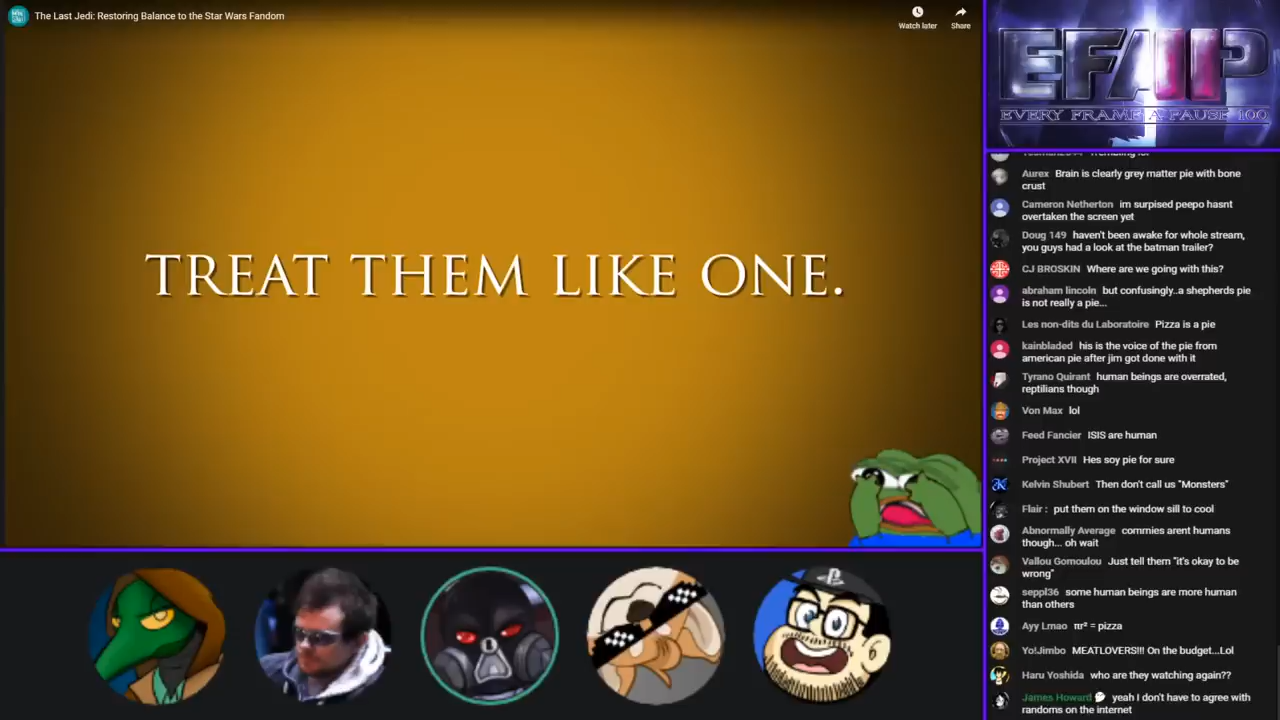 The Last Jedi: Restoring Balance to the Star Wars Fandom
Watch later
Share
TREAT THEM LIKE ONE.
EFAP
EVERY FRAME A PAUSE 100
Aurex Brain is clearly grey matter pie with bone
crust
Cameron Netherton im surpised peepo hasnt
overtaken the screen yet
Doug 149 haven't been awake for whole stream,
you guys had a look at the batman trailer?
CJ BROSKIN Where are we going with this?
abraham lincoln but confusingly..a shepherds pie
is not really a pie...
Les non-dits du Laboratoire Pizza is a pie
kainbladed his is the voice of the pie from
american pie after jim got done with it
Tyrano Quirant human beings are overrated,
reptilians though
Von Max lol
Feed Fancier ISIS are human
Project XVII Hes soy pie for sure
Kelvin Shubert Then don't call us "Monsters"
Flair : put them on the window sill to cool
Abnormally Average commies arent humans
though... oh wait
Vallou Gomoulou Just tell them "it's okay to be
wrong"
seppl36 some human beings are more human
than others
Ayy Lmao πr² = pizza
Yo!Jimbo MEATLOVERS!!! On the budget...Lol
Haru Yoshida who are they watching again??
James Howard yeah I don't have to agree with
randoms on the internet